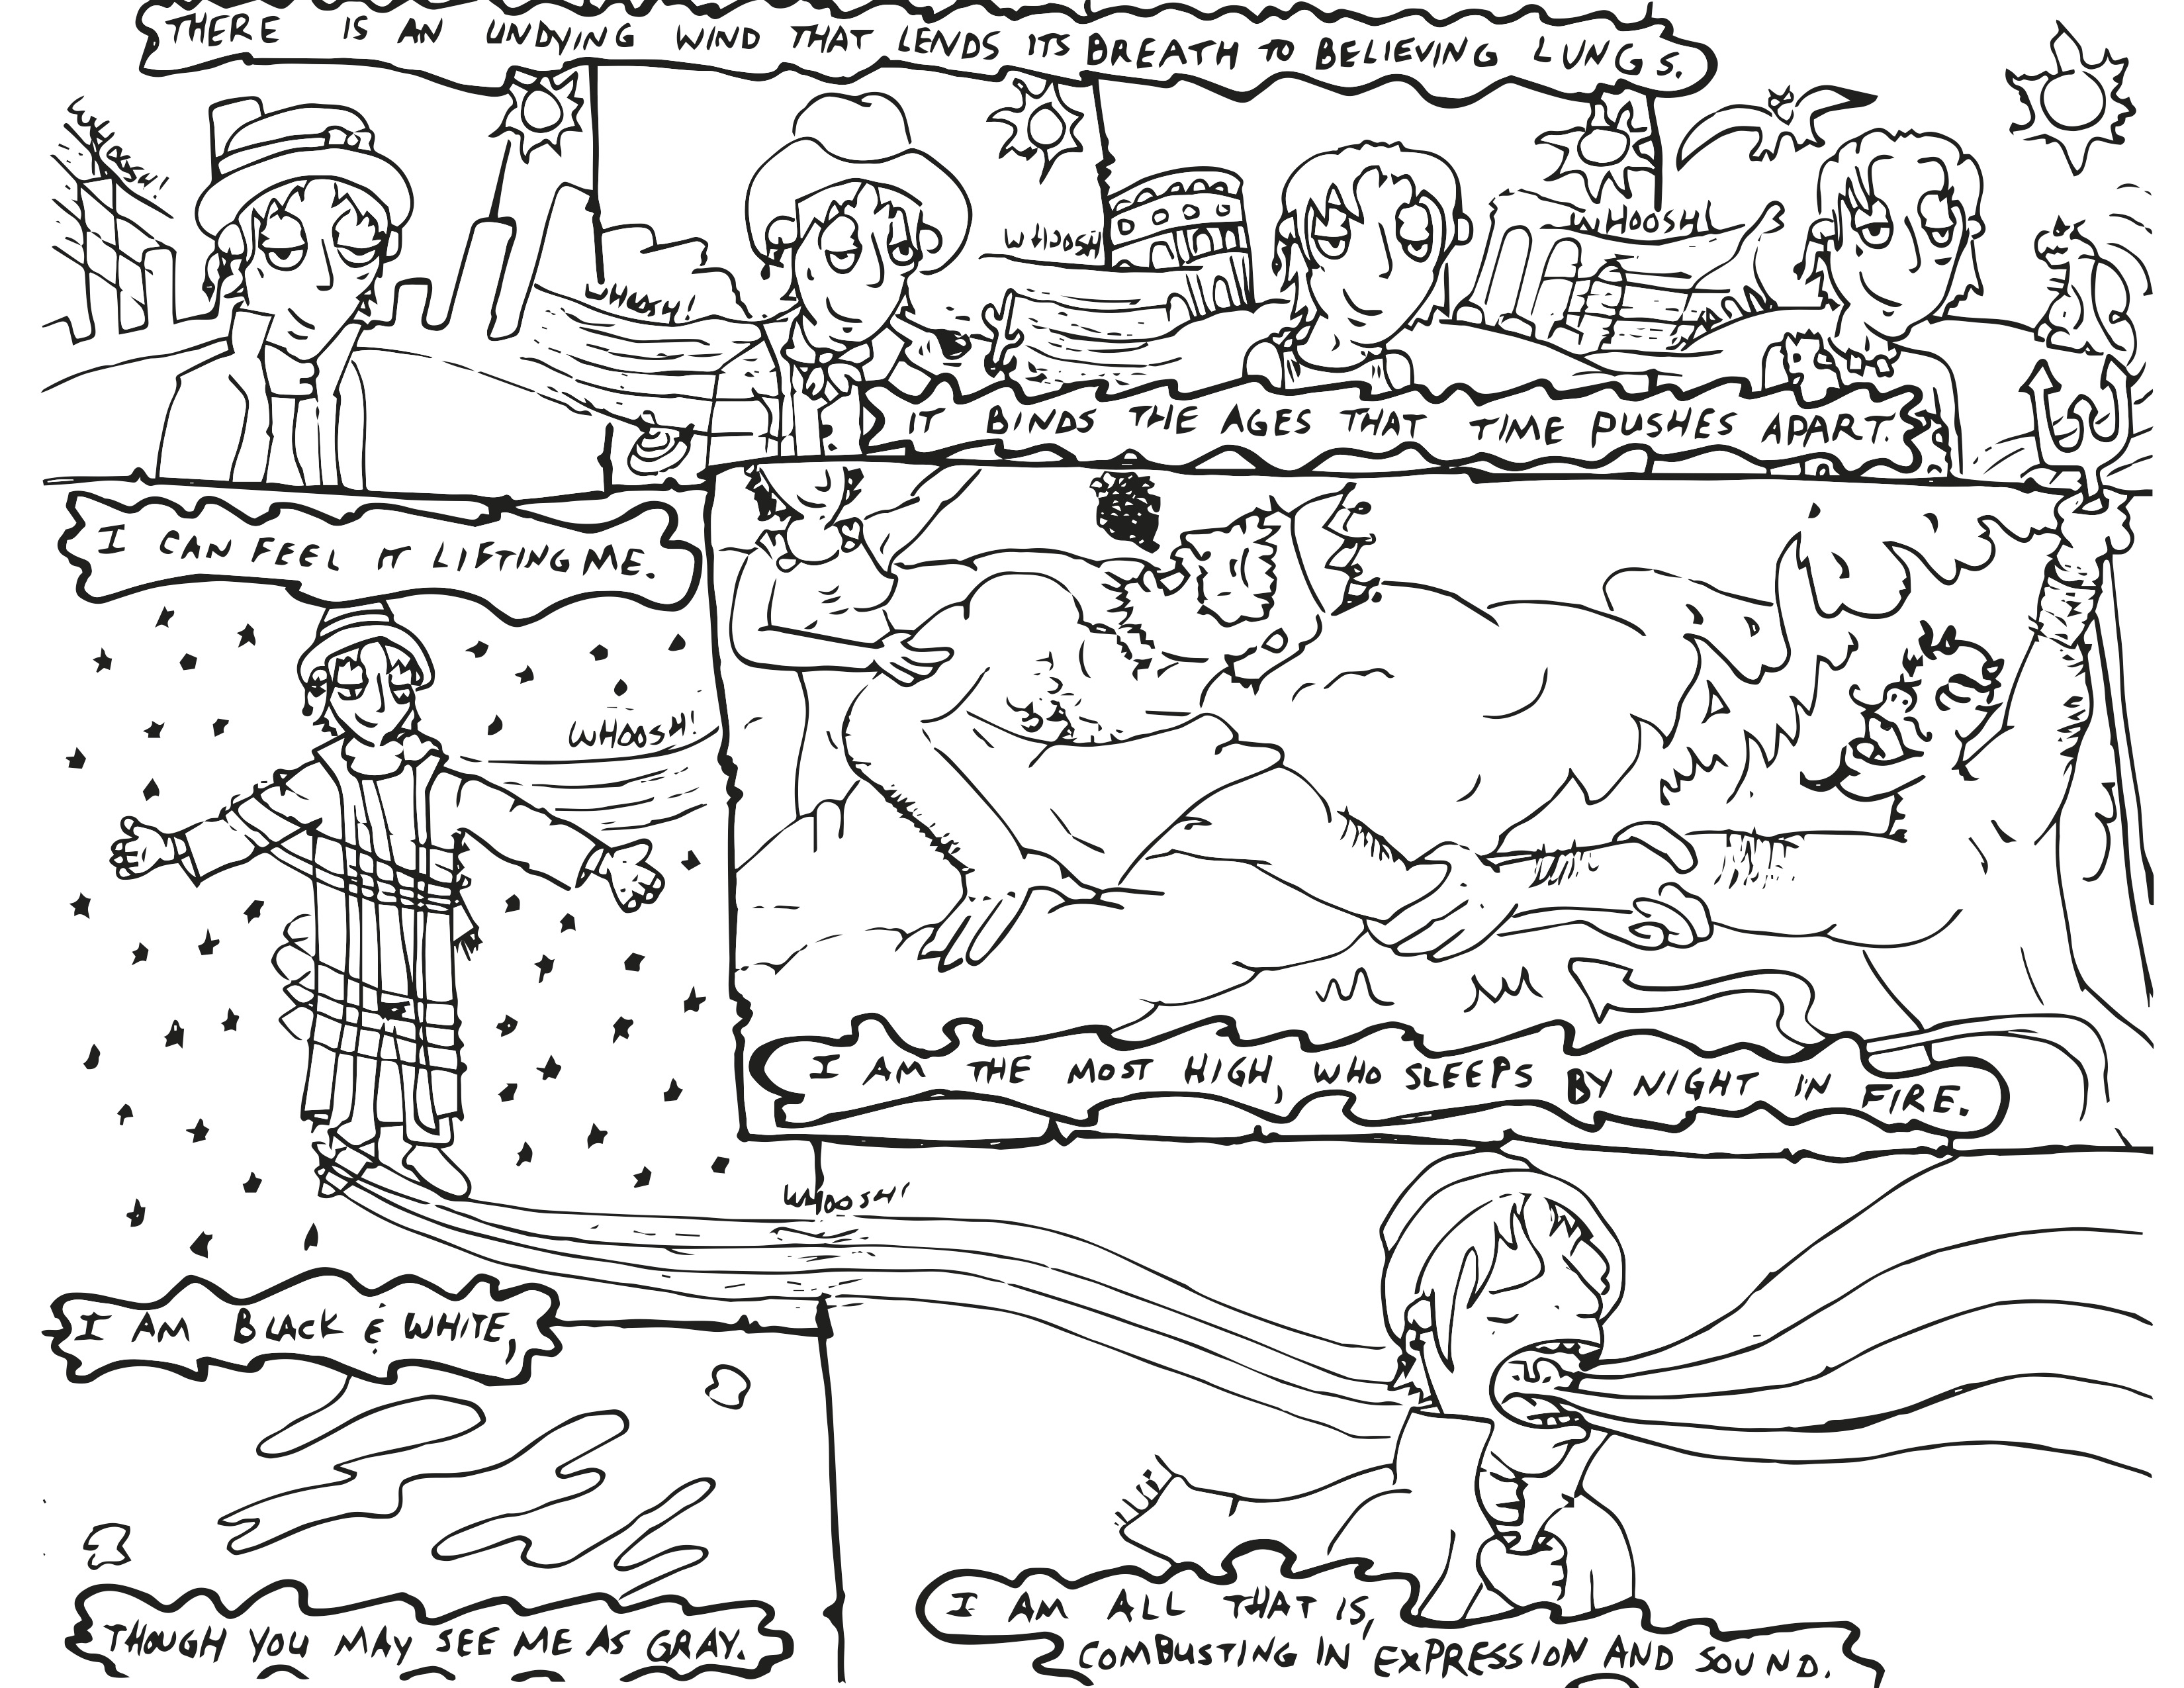 THERE IS AN UNDYING WIND THAT LENDS ITS BREATH TO BELIEVING LUNGS.
WHOOSH!
WHOOSH!
WHOOSH
WHOOSH!
IT BINDS THE AGES THAT TIME PUSHES APART.
I CAN FEEL IT LIFTING ME.
WHOOSH!
I AM THE MOST HIGH, WHO SLEEPS BY NIGHT IN FIRE.
WHOOSH!
I AM BLACK & WHITE,
THOUGH YOU MAY SEE ME AS GRAY.
I AM ALL THAT IS,
COMBUSTING IN EXPRESSION AND SOUND.